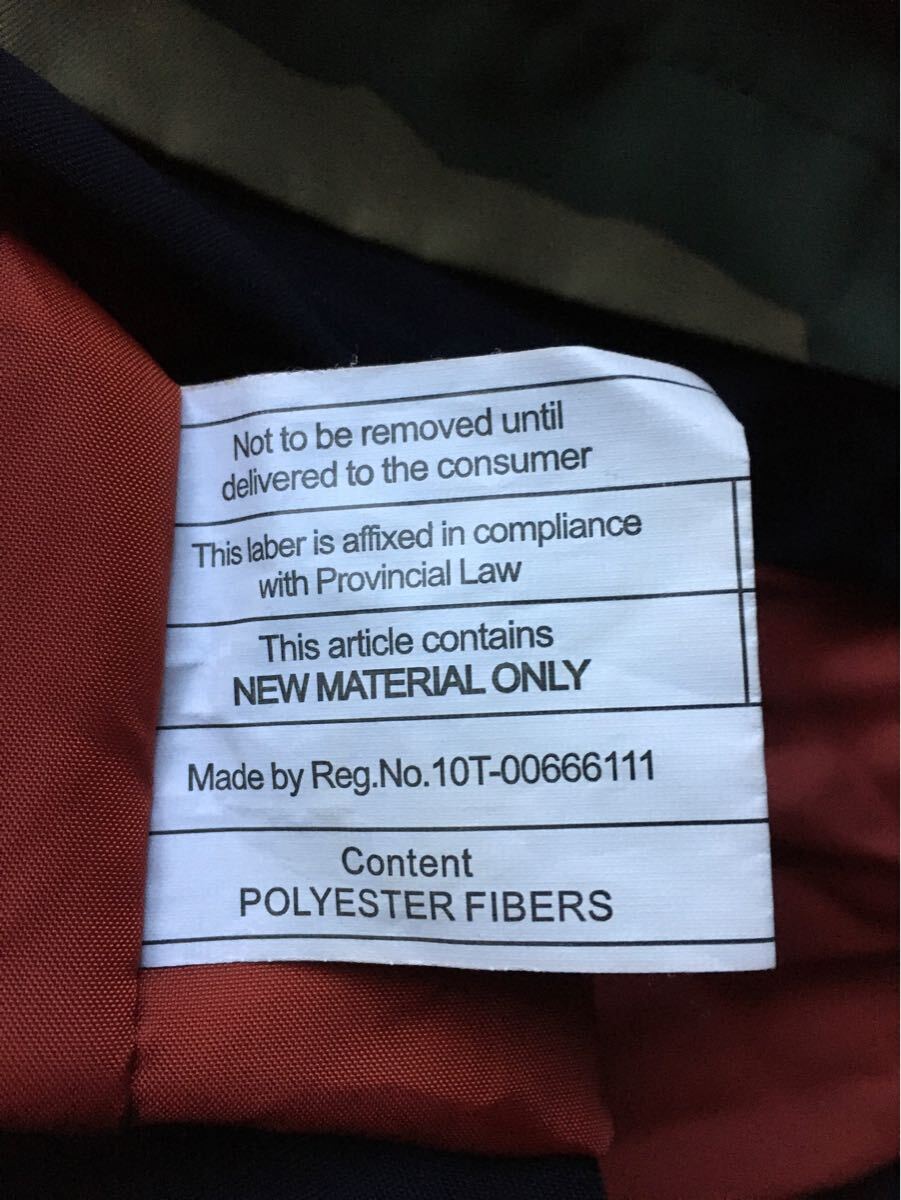 Not to be removed until
delivered to the consumer
This laber is affixed in compliance
with Provincial Law
This article contains
NEW MATERIAL ONLY
Made by Reg.No.10T-00666111
Content
POLYESTER FIBERS